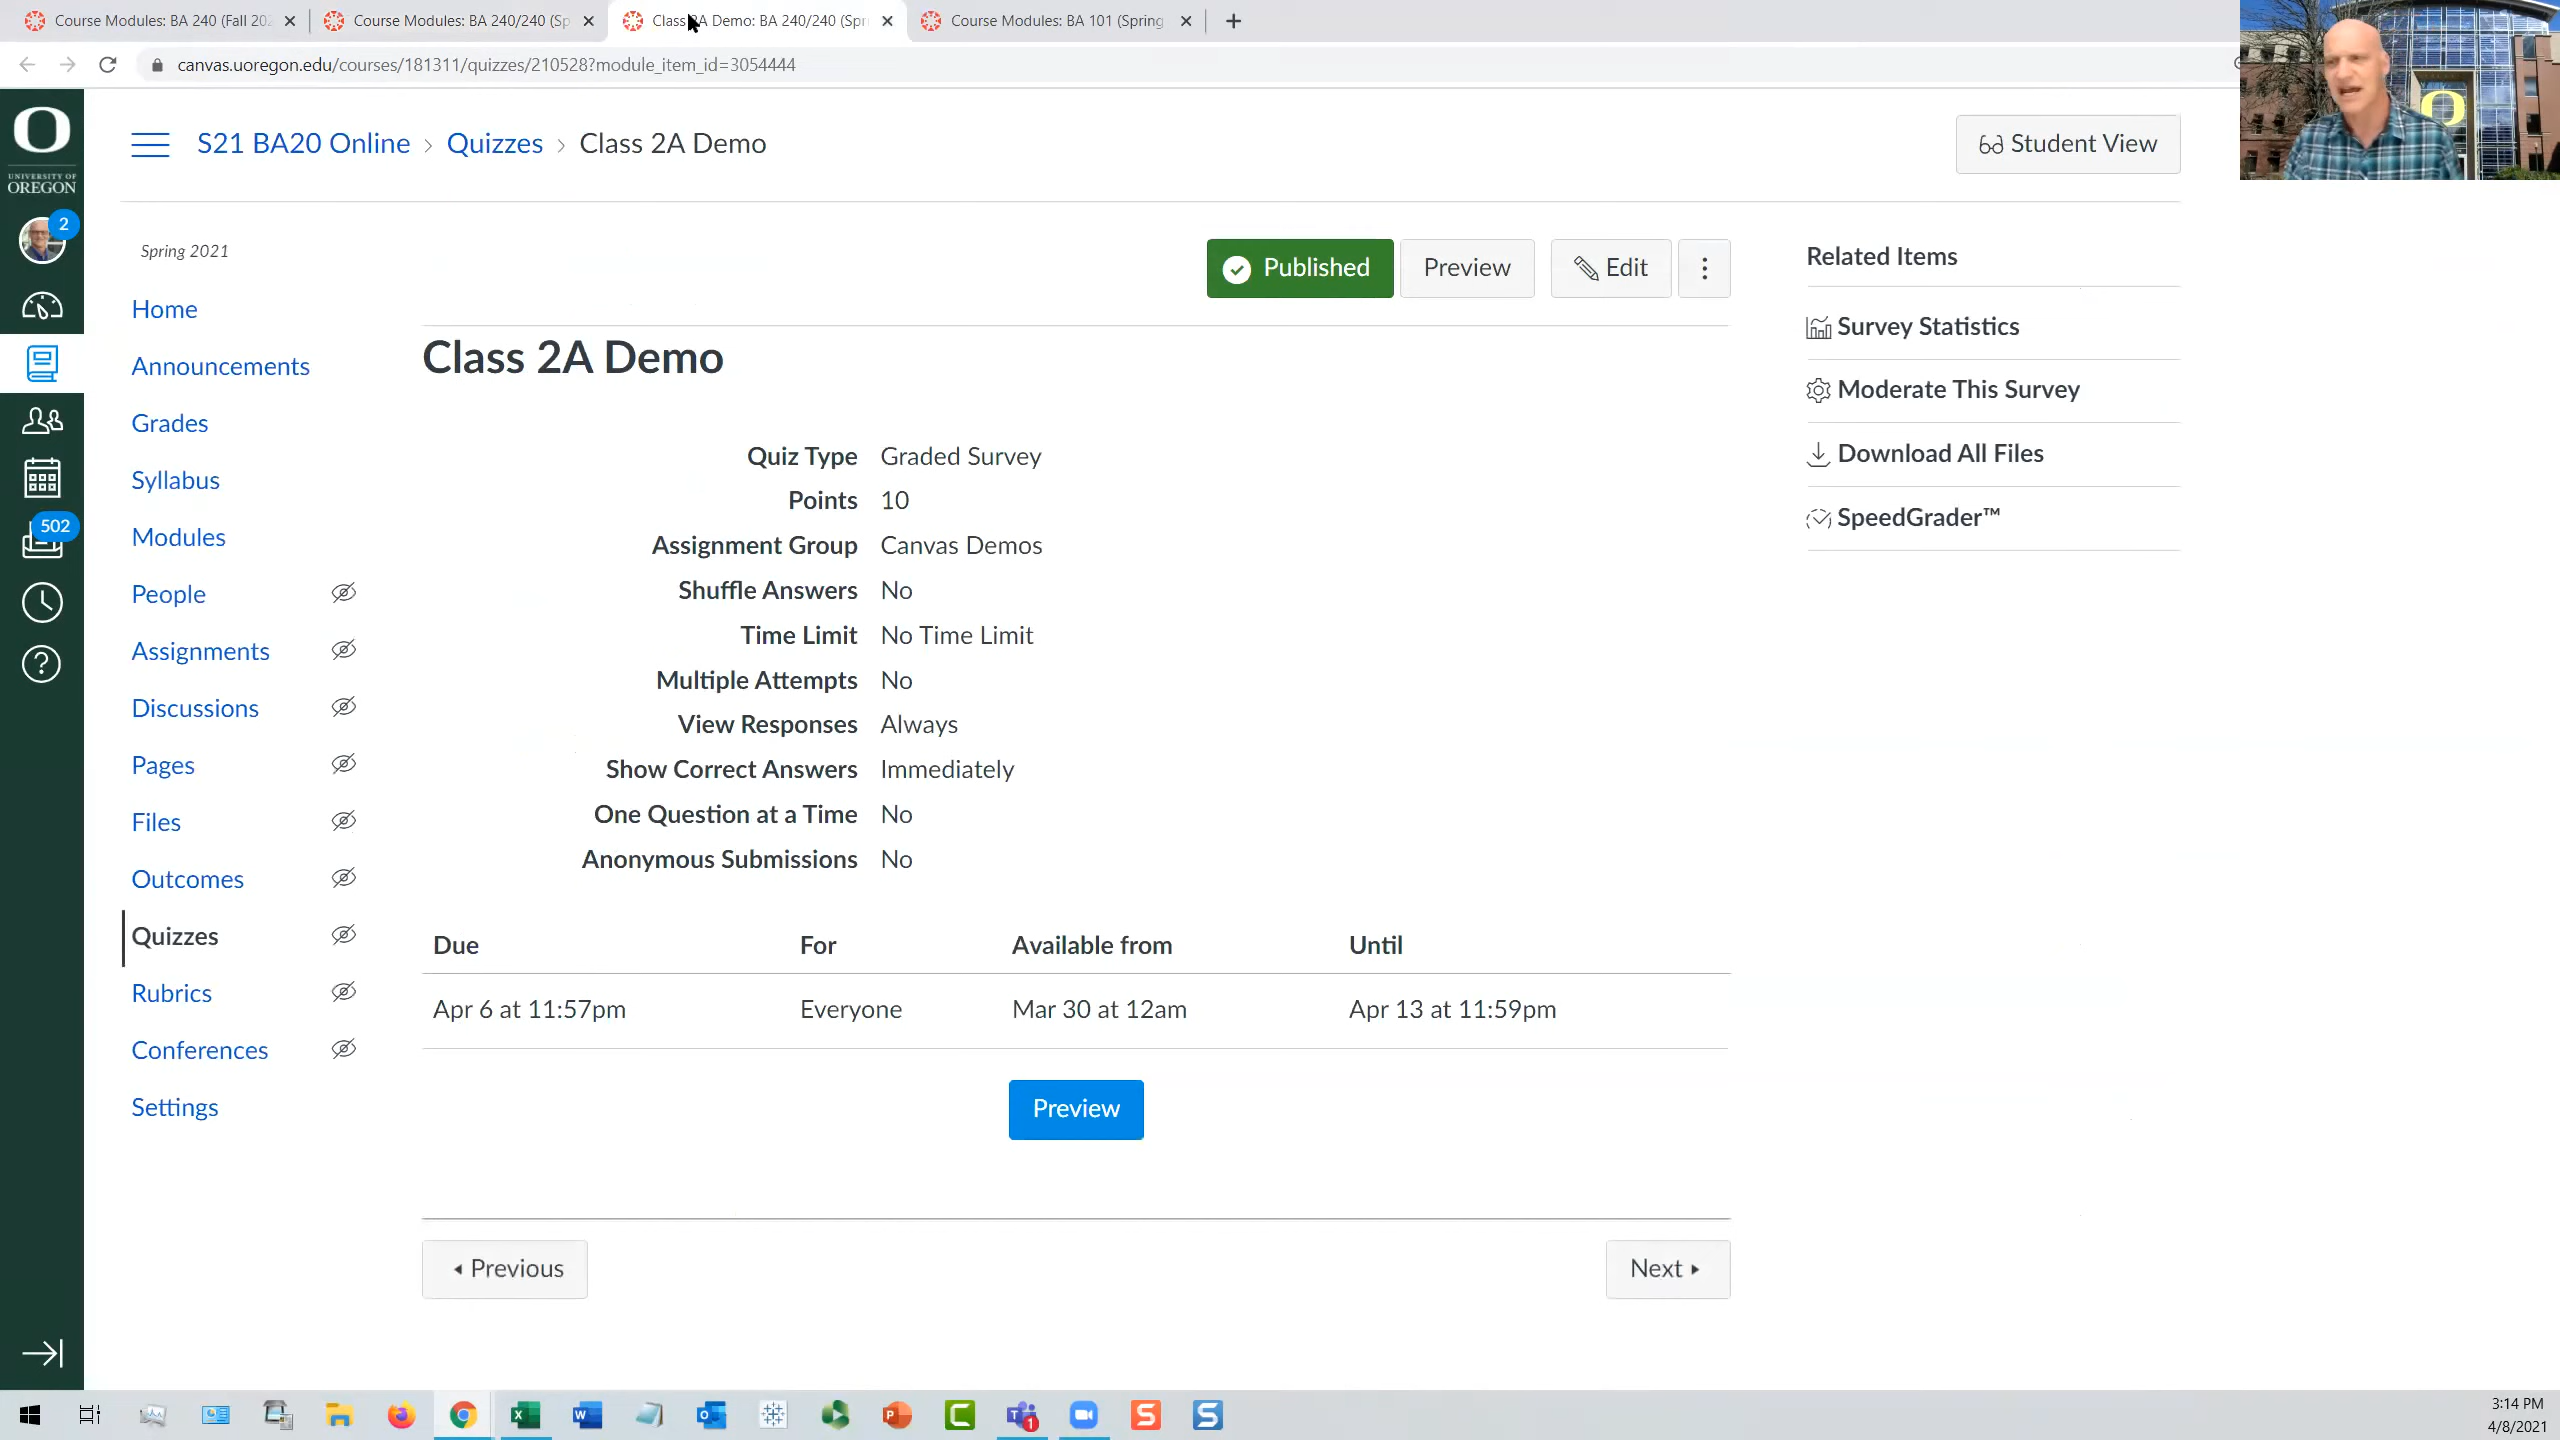 Course Modules: BA 240 (Fall 202
Course Modules: BA 240/240 (Sp
Class 2A Demo: BA 240/240 (Spr
Course Modules: BA 101 (Spring
canvas.uoregon.edu/courses/181311/quizzes/210528?module_item_id=3054444
O
UNIVERSITY OF
OREGON
S21 BA20 Online › Quizzes › Class 2A Demo
Student View
2
502
Spring 2021
Home
Announcements
Grades
Syllabus
Modules
People
Assignments
Discussions
Pages
Files
Outcomes
Quizzes
Rubrics
Conferences
Settings
Published
Preview
Edit
Class 2A Demo
Quiz Type Graded Survey
Points 10
Assignment Group Canvas Demos
Shuffle Answers No
Time Limit No Time Limit
Multiple Attempts No
View Responses Always
Show Correct Answers Immediately
One Question at a Time No
Anonymous Submissions No
Due For Available from Until
Apr 6 at 11:57pm Everyone Mar 30 at 12am Apr 13 at 11:59pm
Preview
Previous
Next
Related Items
Survey Statistics
Moderate This Survey
Download All Files
SpeedGrader™
O
3:14 PM
4/8/2021